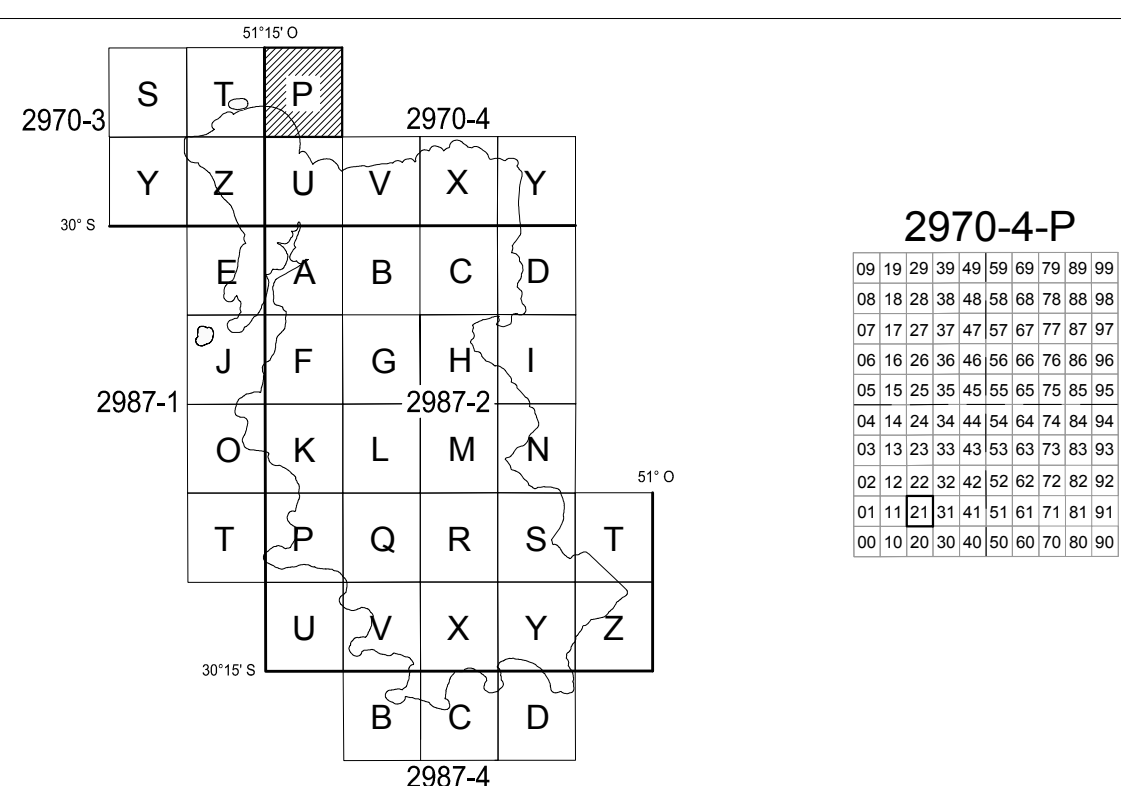 51°15' O
S T P
2970-3 2970-4
Y Z U V X Y
30° S
E A B C D
J F G H I
2987-1 2987-2
O K L M N
51° O
T P Q R S T
U V X Y Z
30°15' S
B C D
2987-4
2970-4-P
09 19 29 39 49 59 69 79 89 99
08 18 28 38 48 58 68 78 88 98
07 17 27 37 47 57 67 77 87 97
06 16 26 36 46 56 66 76 86 96
05 15 25 35 45 55 65 75 85 95
04 14 24 34 44 54 64 74 84 94
03 13 23 33 43 53 63 73 83 93
02 12 22 32 42 52 62 72 82 92
01 11 21 31 41 51 61 71 81 91
00 10 20 30 40 50 60 70 80 90